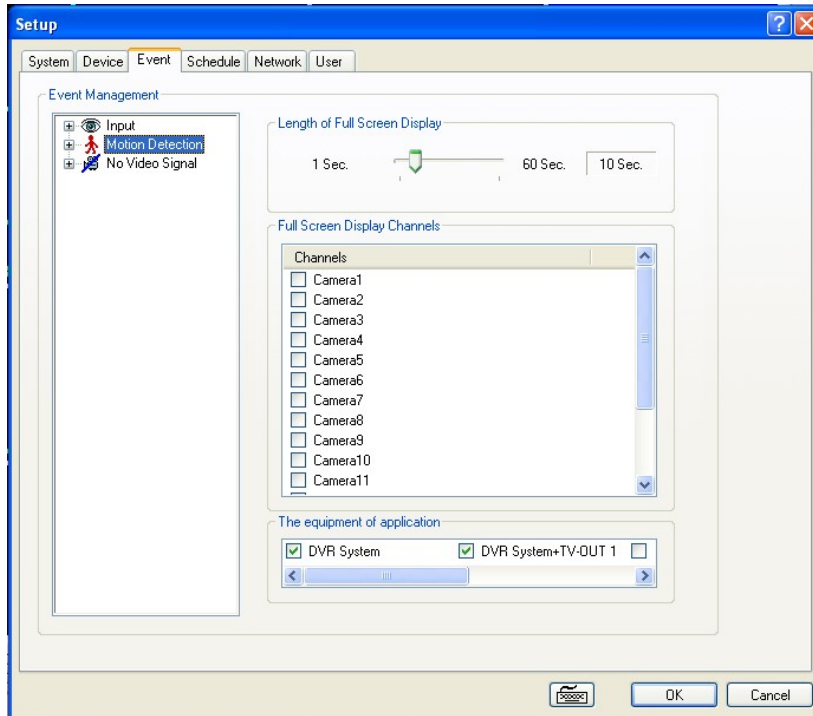 Setup
System Device Event Schedule Network User
Event Management
Input
Motion Detection
No Video Signal
Length of Full Screen Display
1 Sec. 60 Sec. 10 Sec.
Full Screen Display Channels
Channels
Camera1
Camera2
Camera3
Camera4
Camera5
Camera6
Camera7
Camera8
Camera9
Camera10
Camera11
The equipment of application
DVR System DVR System+TV-OUT 1
OK Cancel